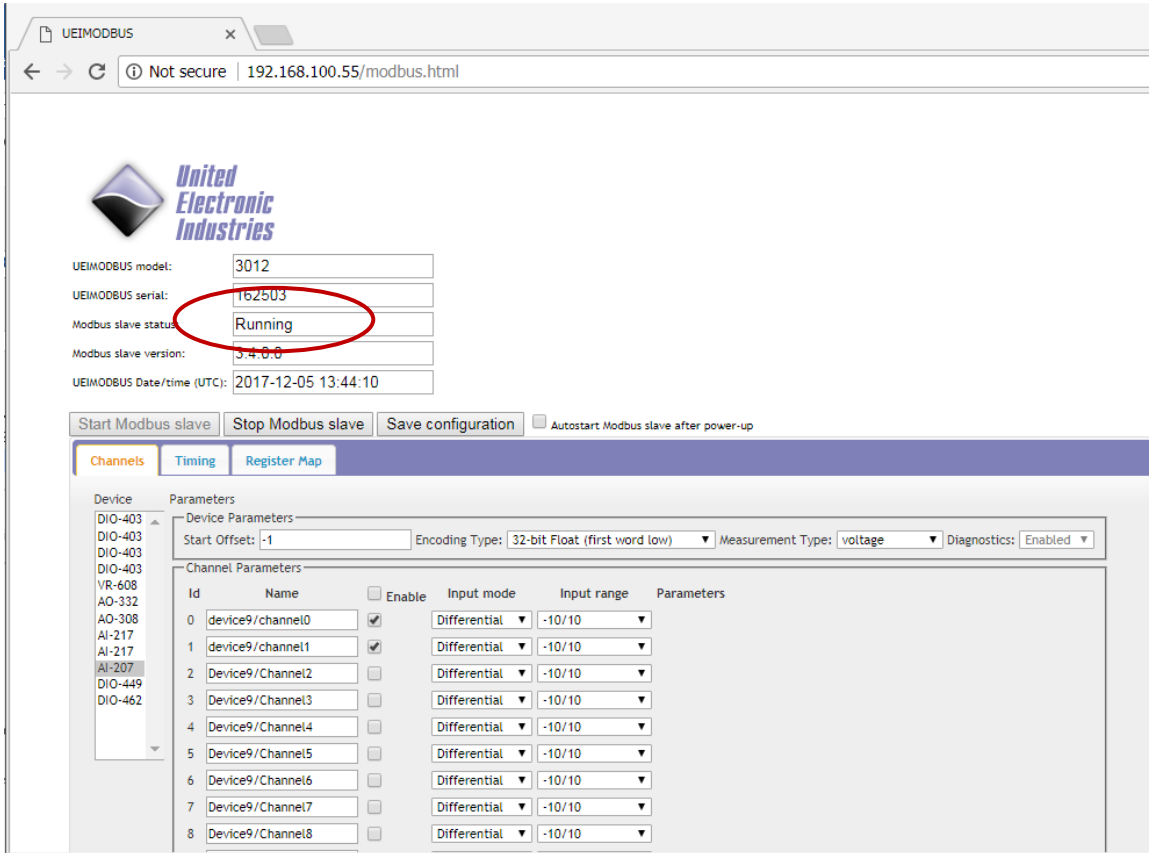 UEIMODBUS
Not secure | 192.168.100.55/modbus.html
United
Electronic
Industries
UEIMODBUS model: 3012
UEIMODBUS serial: 162503
Modbus slave status: Running
Modbus slave version: 3.4.0.0
UEIMODBUS Date/time (UTC): 2017-12-05 13:44:10
Start Modbus slave Stop Modbus slave Save configuration Autostart Modbus slave after power-up
Channels Timing Register Map
Device Parameters
DIO-403
DIO-403
DIO-403
DIO-403
VR-608
AO-332
AO-308
AI-217
AI-217
AI-207
DIO-449
DIO-462
Device Parameters
Start Offset: -1 Encoding Type: 32-bit Float (first word low) Measurement Type: voltage Diagnostics: Enabled
Channel Parameters
Id Name Enable Input mode Input range Parameters
0 device9/channel0 Differential -10/10
1 device9/channel1 Differential -10/10
2 Device9/Channel2 Differential -10/10
3 Device9/Channel3 Differential -10/10
4 Device9/Channel4 Differential -10/10
5 Device9/Channel5 Differential -10/10
6 Device9/Channel6 Differential -10/10
7 Device9/Channel7 Differential -10/10
8 Device9/Channel8 Differential -10/10